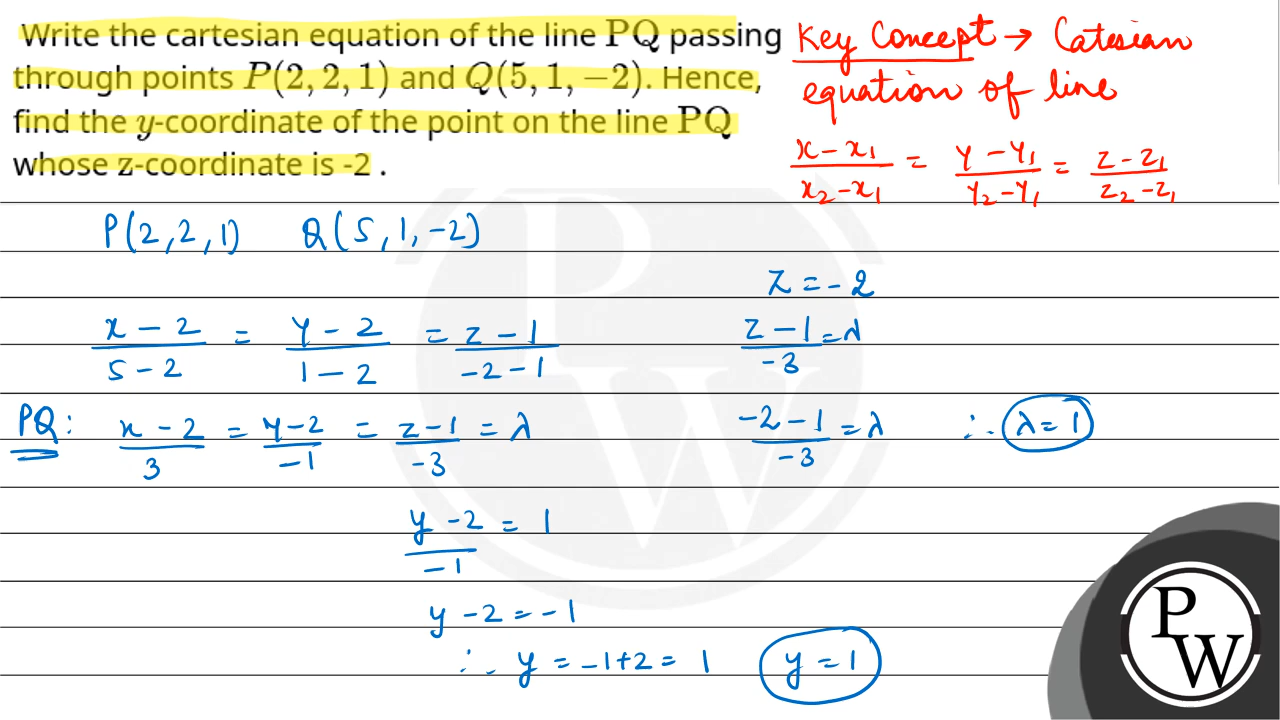 Write the cartesian equation of the line PQ passing
through points P(2, 2, 1) and Q(5, 1, −2). Hence,
find the y-coordinate of the point on the line PQ
whose z-coordinate is -2 .
Key Concept → Catesian
equation of line
x - x₁ / x₂ - x₁ = y - y₁ / y₂ - y₁ = z - z₁ / z₂ - z₁
P(2, 2, 1) Q(5, 1, -2)
z = -2
x - 2 / 5 - 2 = y - 2 / 1 - 2 = z - 1 / -2 - 1
z - 1 / -3 = λ
PQ: x - 2 / 3 = y - 2 / -1 = z - 1 / -3 = λ
-2 - 1 / -3 = λ ∴ λ = 1
y - 2 / -1 = 1
y - 2 = -1
∴ y = -1 + 2 = 1 y = 1
P
W
P
W